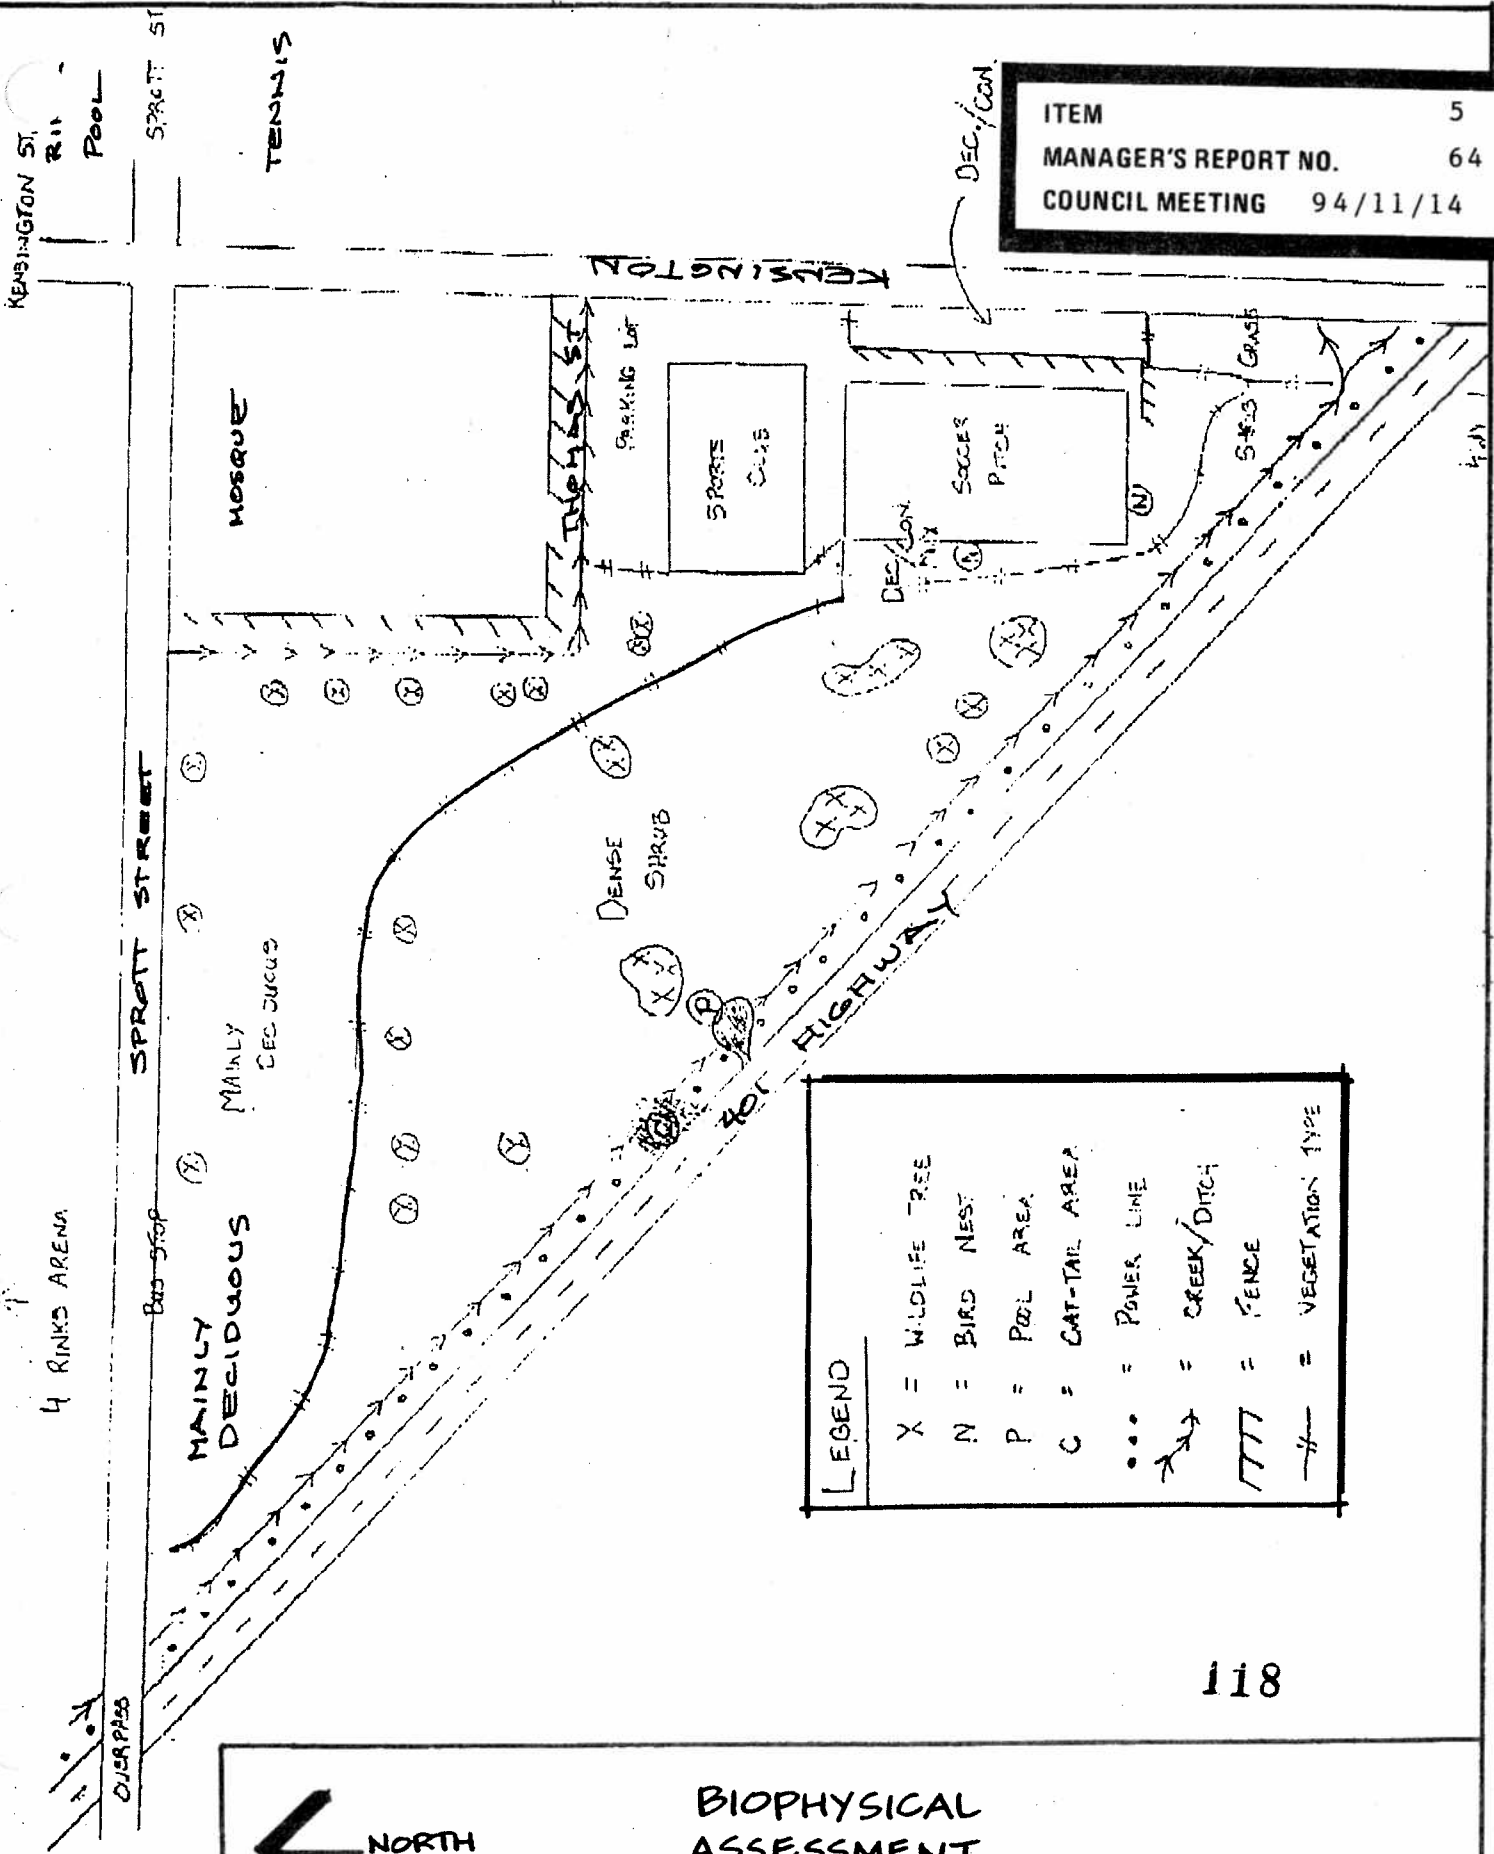 ITEM 5
MANAGER'S REPORT NO. 64
COUNCIL MEETING 94/11/14
KENSINGTON ST.
POOL
SPROTT ST
TENNIS
DEC./CON.
KENSINGTON
MOSQUE
THOMAS ST
PARKING LOT
SPORTS
CLUB
SOCCER
PITCH
N
DEC/CON.
MIX
N
SHRUB
GRASS
SPROTT STREET
MAINLY
DECIDUOUS
DENSE
SHRUB
P
C
401 HIGHWAY
4 RINKS ARENA
BUS STOP
MAINLY
DECIDUOUS
OVERPASS
LEGEND
X = WILDLIFE TREE
N = BIRD NEST
P = POOL AREA
C = CAT-TAIL AREA
••• = POWER LINE
= CREEK/DITCH
= FENCE
= VEGETATION TYPE
118
NORTH
BIOPHYSICAL
ASSESSMENT